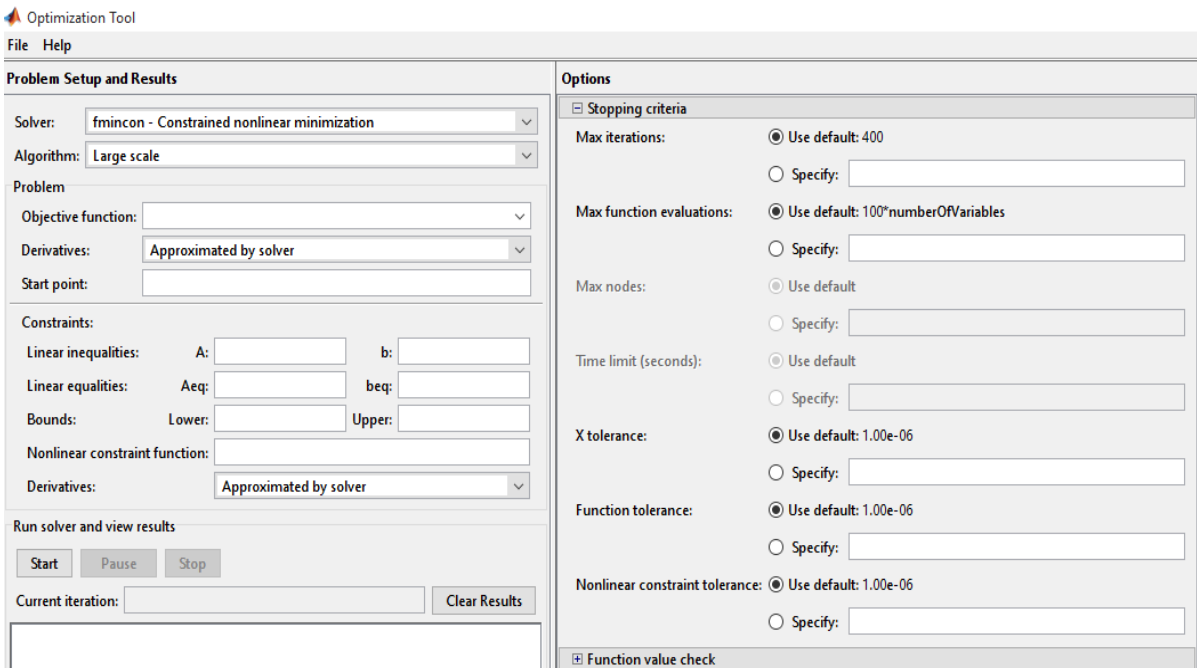 Optimization Tool
File Help
Problem Setup and Results
Solver: fmincon - Constrained nonlinear minimization
Algorithm: Large scale
Problem
Objective function:
Derivatives: Approximated by solver
Start point:
Constraints:
Linear inequalities: A: b:
Linear equalities: Aeq: beq:
Bounds: Lower: Upper:
Nonlinear constraint function:
Derivatives: Approximated by solver
Run solver and view results
Start Pause Stop
Current iteration: Clear Results
Options
Stopping criteria
Max iterations: Use default: 400
Specify:
Max function evaluations: Use default: 100*numberOfVariables
Specify:
Max nodes: Use default
Specify:
Time limit (seconds): Use default
Specify:
X tolerance: Use default: 1.00e-06
Specify:
Function tolerance: Use default: 1.00e-06
Specify:
Nonlinear constraint tolerance: Use default: 1.00e-06
Specify:
Function value check